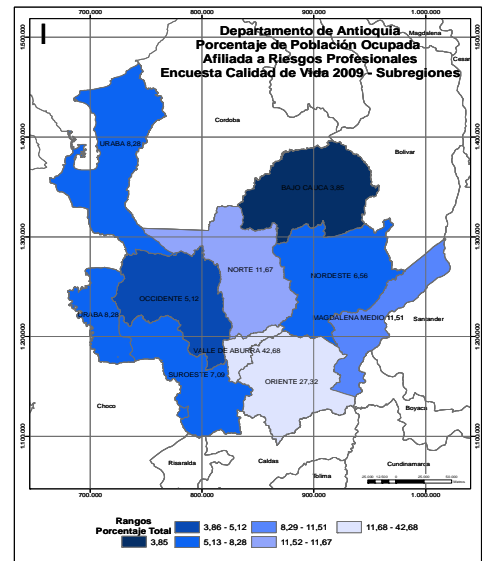 Departamento de Antioquia
Porcentaje de Población Ocupada
Afiliada a Riesgos Profesionales
Encuesta Calidad de Vida 2009 - Subregiones
700.000 800.000 900.000 1.000.000
1.500.000
1.400.000
1.300.000
1.200.000
1.100.000
Magdalena
Cordoba
Bolivar
URABA 8,28
BAJO CAUCA 3,85
NORTE 11,67
NORDESTE 6,56
OCCIDENTE 5,12
URABA 8,28
MAGDALENA MEDIO 11,51
Santander
VALLE DE ABURRA 42,68
SUROESTE 7,09
ORIENTE 27,32
Choco
Boyaca
Risaralda
Caldas
Tolima
Cundinamarca
700.000 800.000 900.000 1.000.000
Rangos
Porcentaje Total
3,85
3,86 - 5,12
5,13 - 8,28
8,29 - 11,51
11,52 - 11,67
11,68 - 42,68